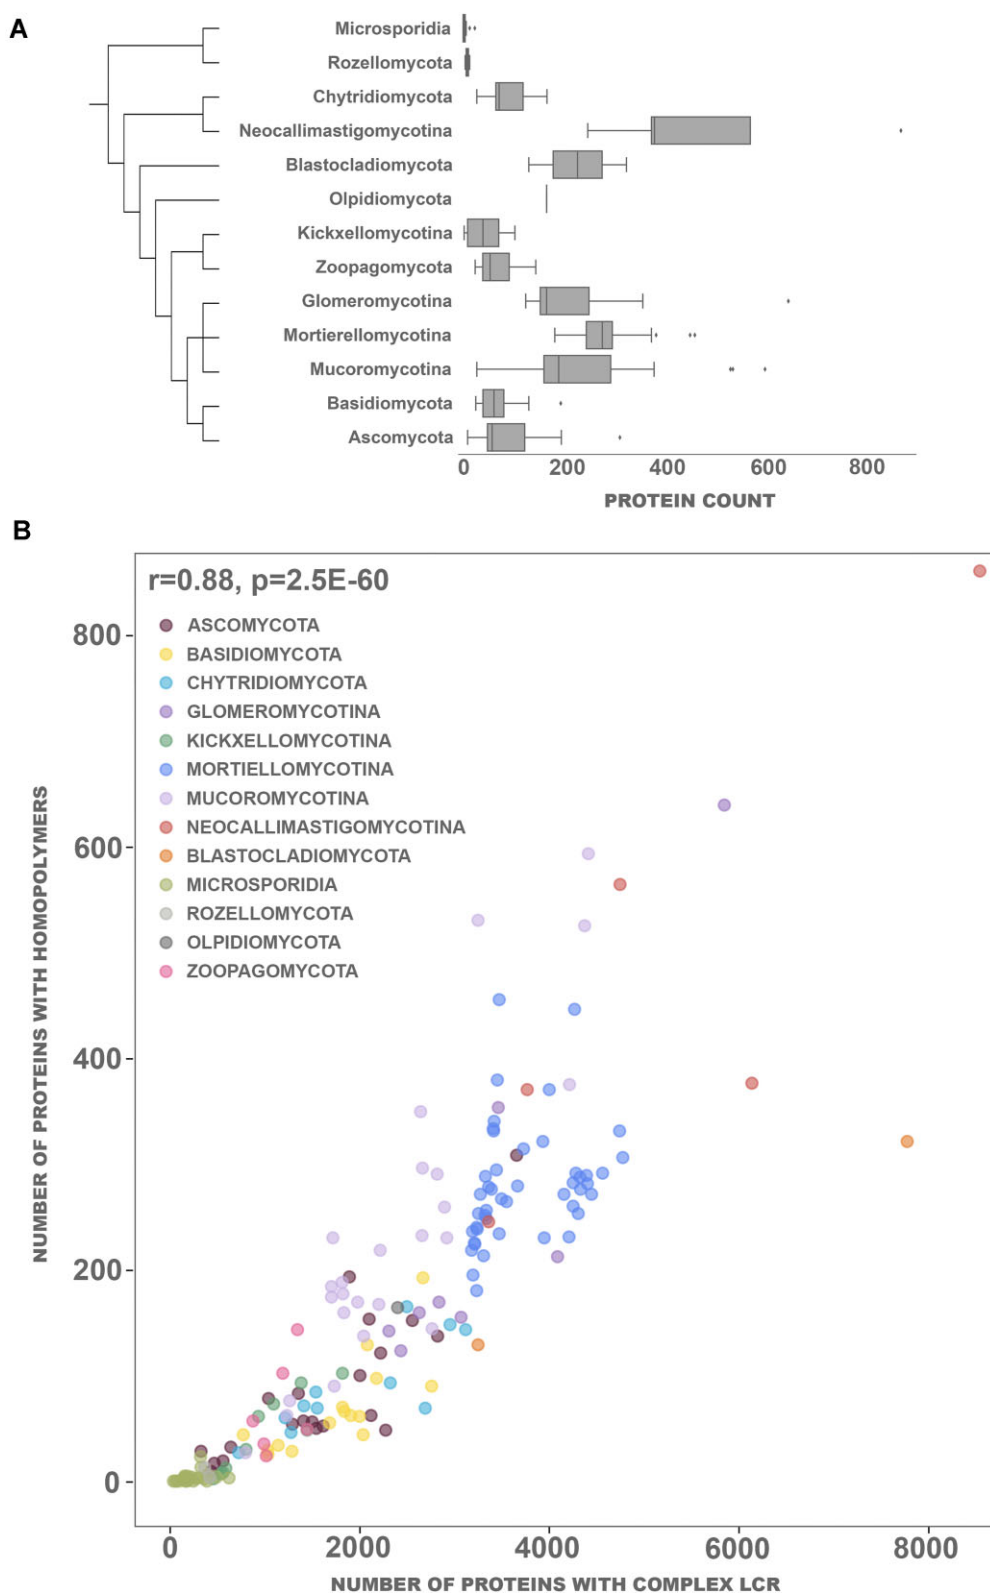 A
Microsporidia
Rozellomycota
Chytridiomycota
Neocallimastigomycotina
Blastocladiomycota
Olpidiomycota
Kickxellomycotina
Zoopagomycota
Glomeromycotina
Mortierellomycotina
Mucoromycotina
Basidiomycota
Ascomycota
0 200 400 600 800
PROTEIN COUNT
B
r=0.88, p=2.5E-60
ASCOMYCOTA
BASIDIOMYCOTA
CHYTRIDIOMYCOTA
GLOMEROMYCOTINA
KICKXELLOMYCOTINA
MORTIELLOMYCOTINA
MUCOROMYCOTINA
NEOCALLIMASTIGOMYCOTINA
BLASTOCLADIOMYCOTA
MICROSPORIDIA
ROZELLOMYCOTA
OLPIDIOMYCOTA
ZOOPAGOMYCOTA
NUMBER OF PROTEINS WITH HOMOPOLYMERS
800
600
400
200
0
0 2000 4000 6000 8000
NUMBER OF PROTEINS WITH COMPLEX LCR